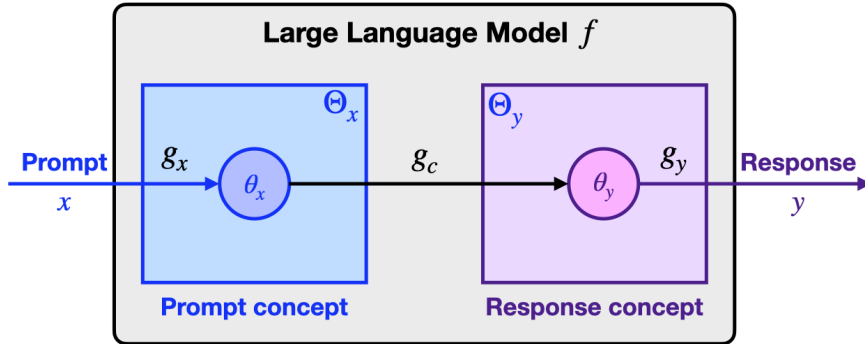 Large Language Model f
Θx
Θy
Prompt
gx
gc
gy
Response
θx
θy
x
y
Prompt concept
Response concept